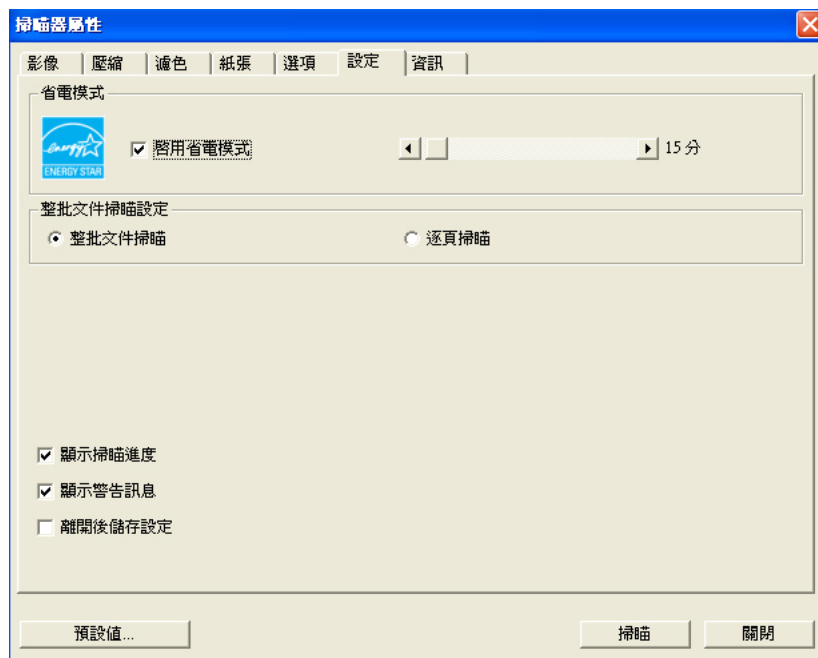 掃瞄器屬性
影像 壓縮 濾色 紙張 選項 設定 資訊
省電模式
energy
ENERGY STAR
啓用省電模式 15 分
整批文件掃瞄設定
整批文件掃瞄 逐頁掃瞄
顯示掃瞄進度
顯示警告訊息
離開後儲存設定
預設值... 掃瞄 關閉